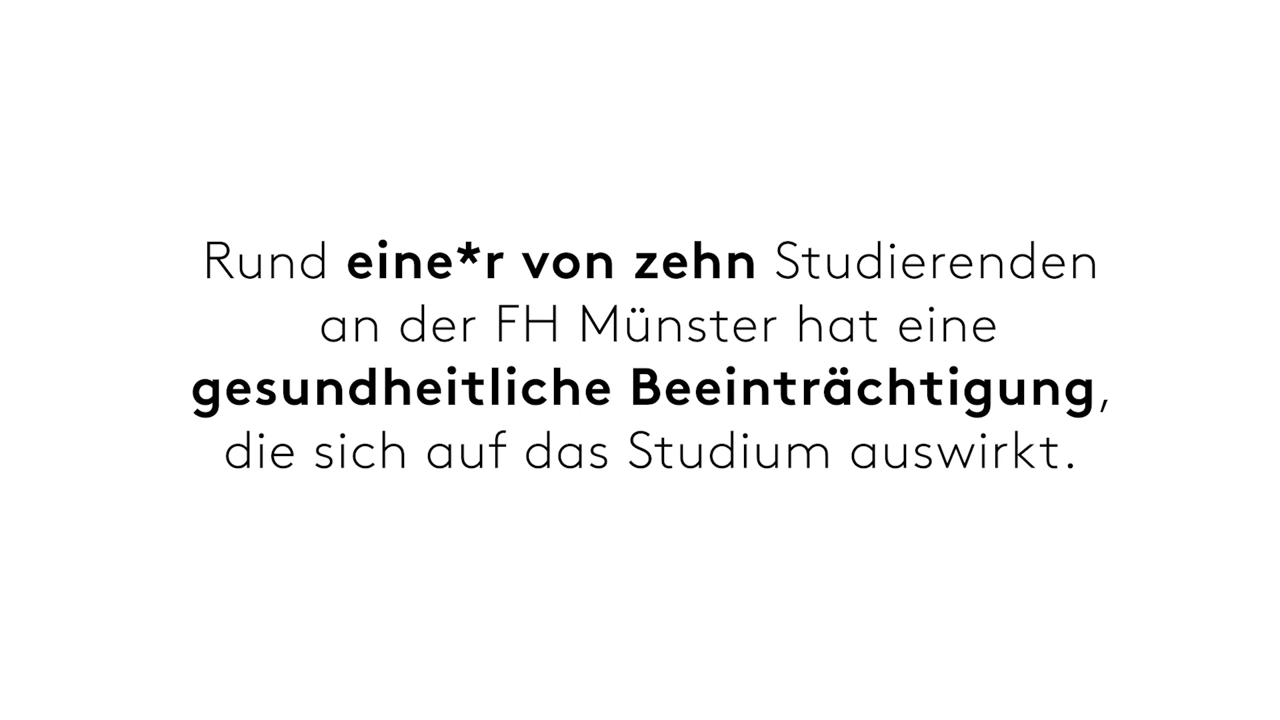 Rund eine*r von zehn Studierenden
an der FH Münster hat eine
gesundheitliche Beeinträchtigung,
die sich auf das Studium auswirkt.